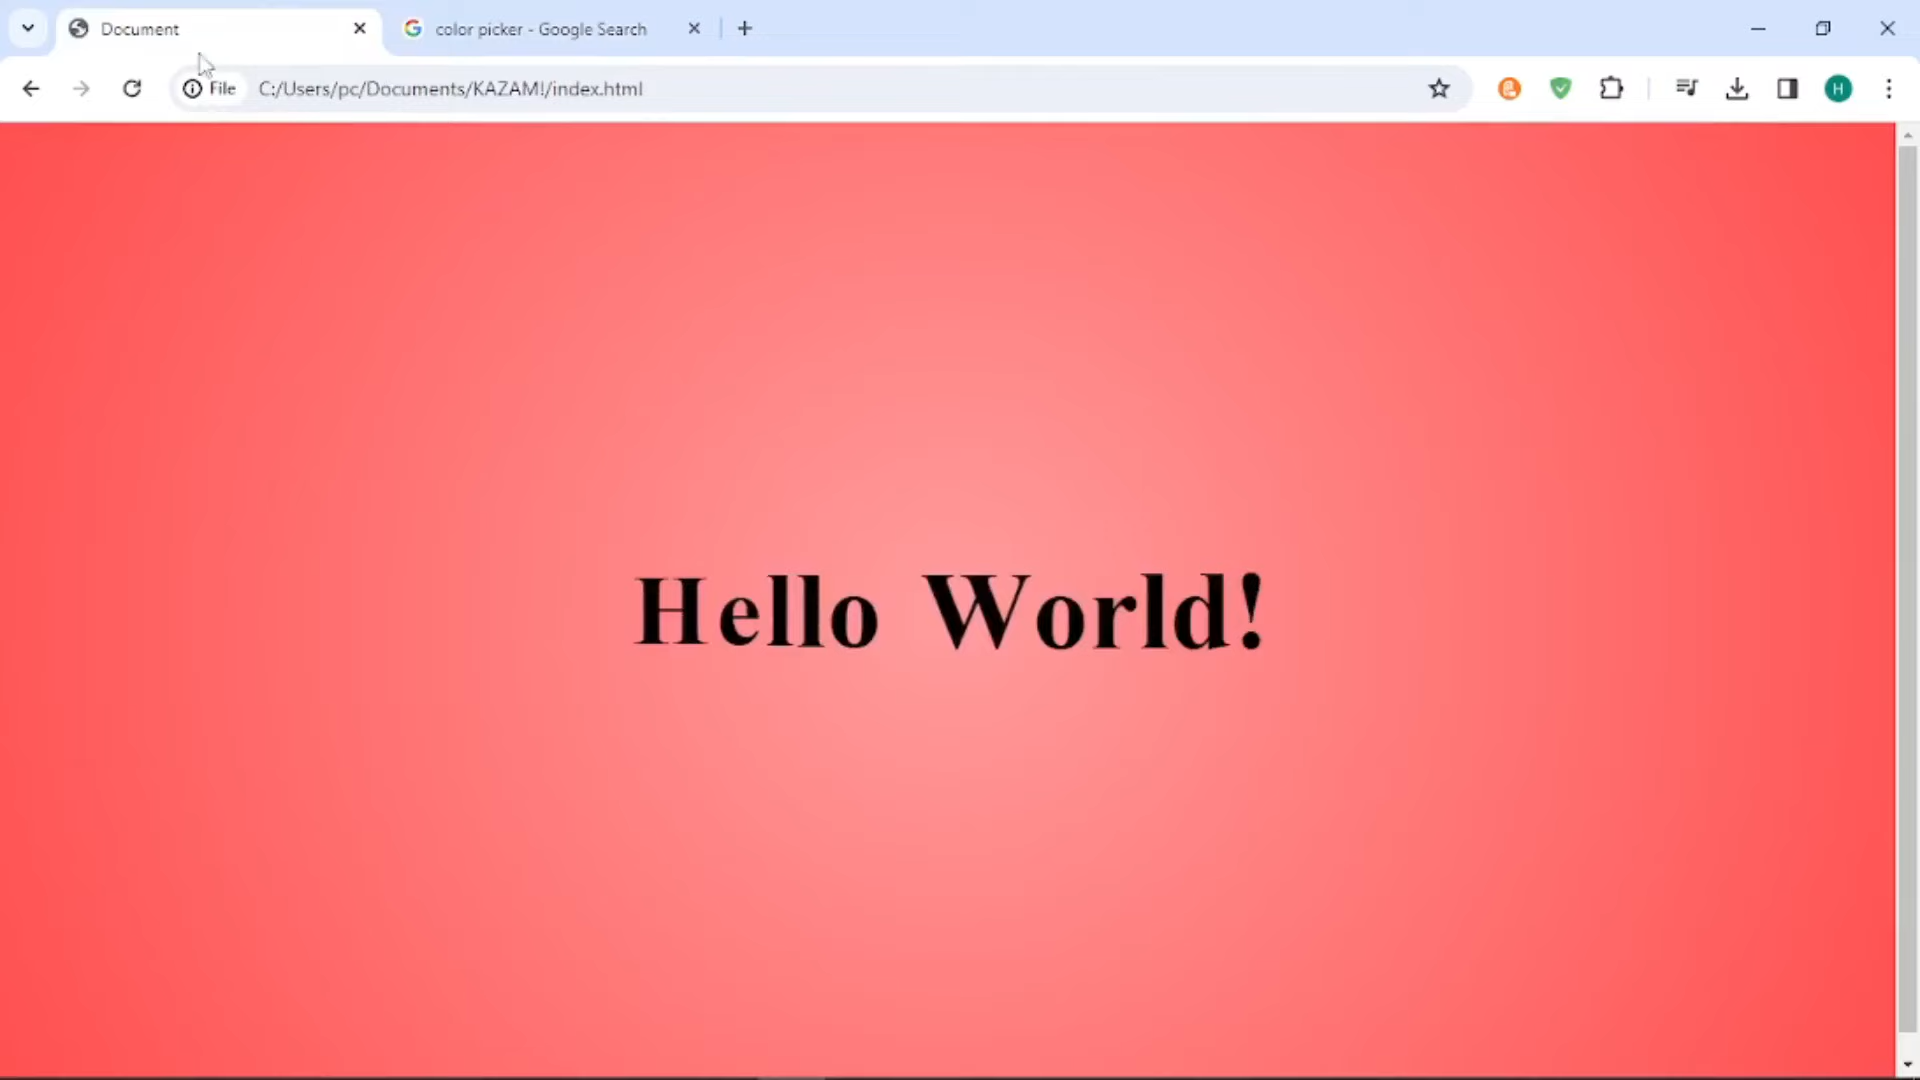 Document
color picker - Google Search
File
C:/Users/pc/Documents/KAZAM!/index.html
H
Hello World!